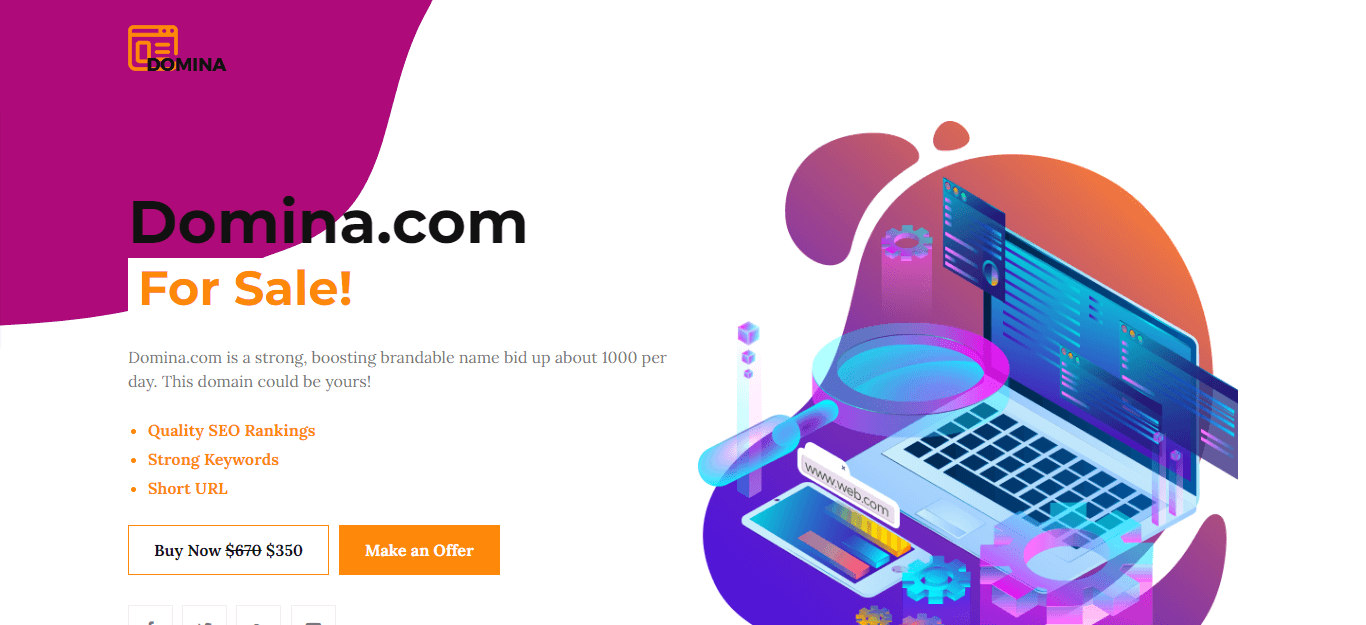 DOMINA
Domina.com
For Sale!
Domina.com is a strong, boosting brandable name bid up about 1000 per
day. This domain could be yours!
Quality SEO Rankings
Strong Keywords
Short URL
Buy Now $670 $350
Make an Offer
www.web.com